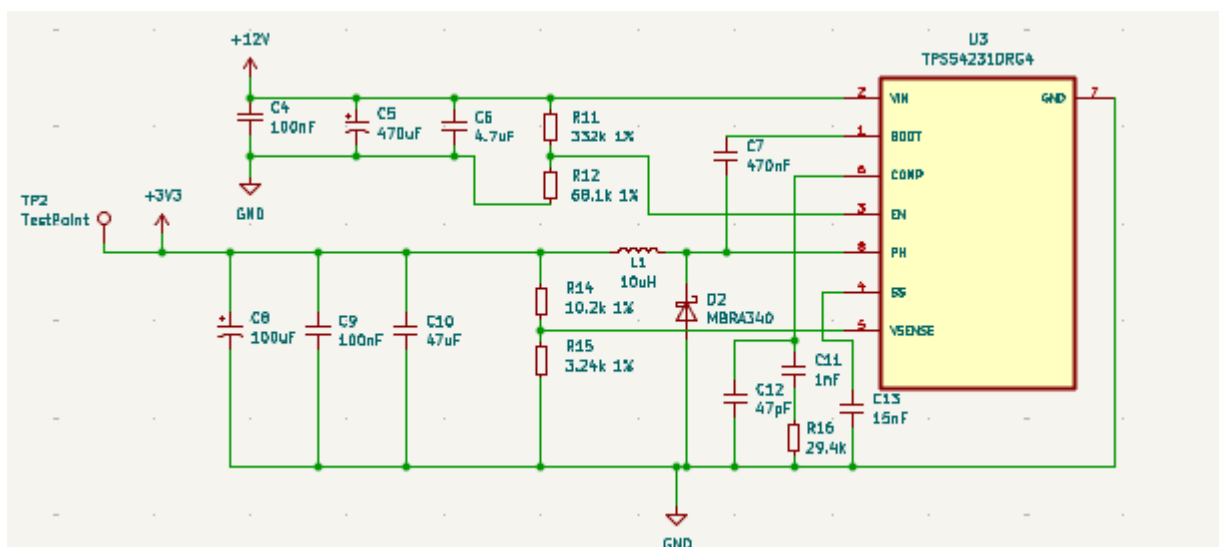 +12V
U3
TPS54231DRG4
C4
100nF
C5
470uF
C6
4.7uF
R11
332k 1%
2
VIN
GND
7
1
BOOT
C7
470nF
R12
68.1k 1%
6
COMP
GND
3
EN
TP2
TestPoint
+3V3
L1
10uH
8
PH
R14
10.2k 1%
D2
MBRA340
4
SS
C8
100uF
C9
100nF
C10
47uF
5
VSENSE
R15
3.24k 1%
C11
1nF
C12
47pF
C13
15nF
R16
29.4k
GND